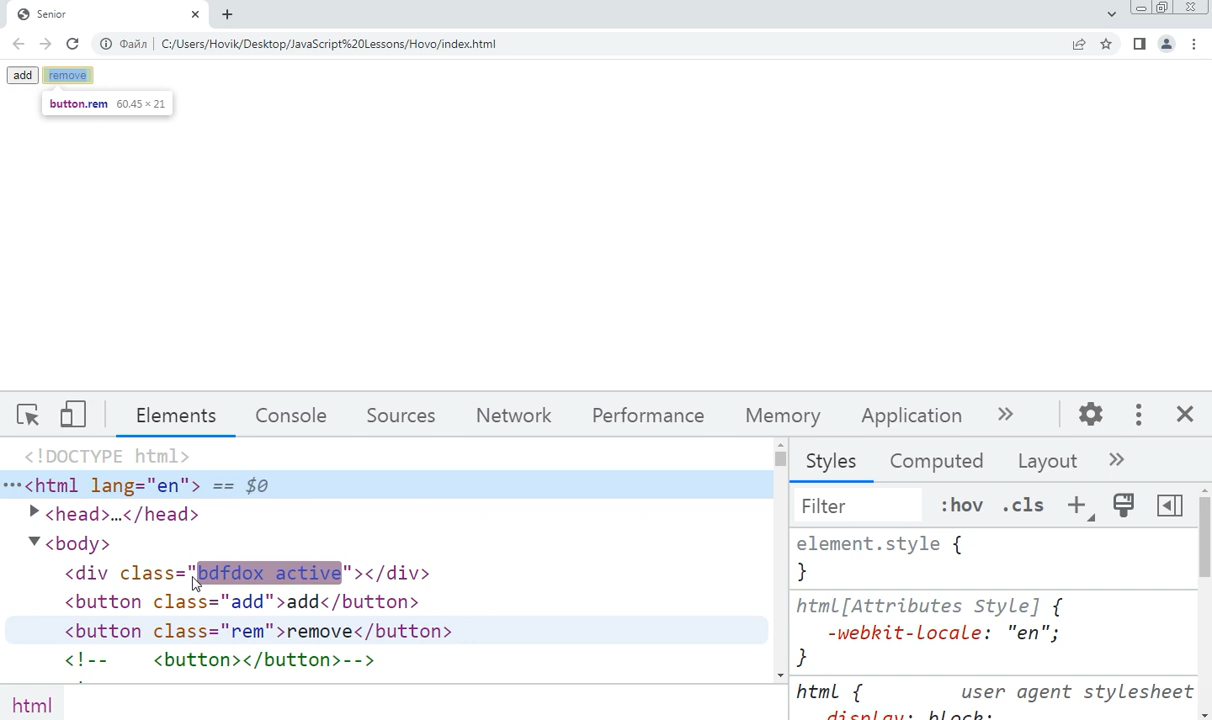 Senior
Файл C:/Users/Hovik/Desktop/JavaScript%20Lessons/Hovo/index.html
add remove
button.rem 60.45 × 21
Elements Console Sources Network Performance Memory Application »
<!DOCTYPE html>
···<html lang="en"> == $0
<head>…</head>
<body>
<div class="bdfdox active"></div>
<button class="add">add</button>
<button class="rem">remove</button>
<!-- <button></button>-->
html
Styles Computed Layout »
Filter :hov .cls +
element.style {
}
html[Attributes Style] {
-webkit-locale: "en";
}
html { user agent stylesheet
display: block;